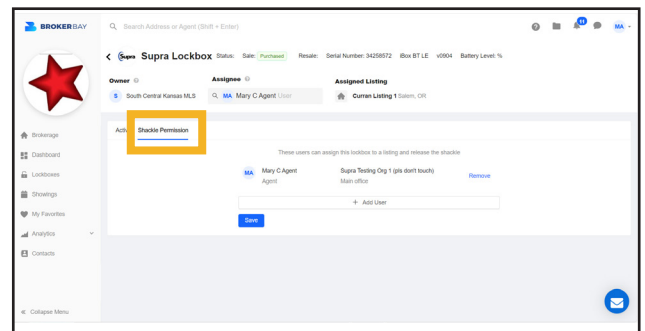 BROKERBAY
Search Address or Agent (Shift + Enter)
11
MA
Supra Supra Lockbox Status: Sale: Purchased Resale: Serial Number: 34258572 iBox BT LE v0904 Battery Level: %
Owner Assignee Assigned Listing
S South Central Kansas MLS MA Mary C Agent User Curran Listing 1 Salem, OR
Brokerage
Dashboard
Lockboxes
Showings
My Favorites
Analytics
Contacts
Collapse Menu
Shackle Permission
These users can assign this lockbox to a listing and release the shackle
MA Mary C Agent Supra Testing Org 1 (pls don't touch) Remove
Agent Main office
+ Add User
Save